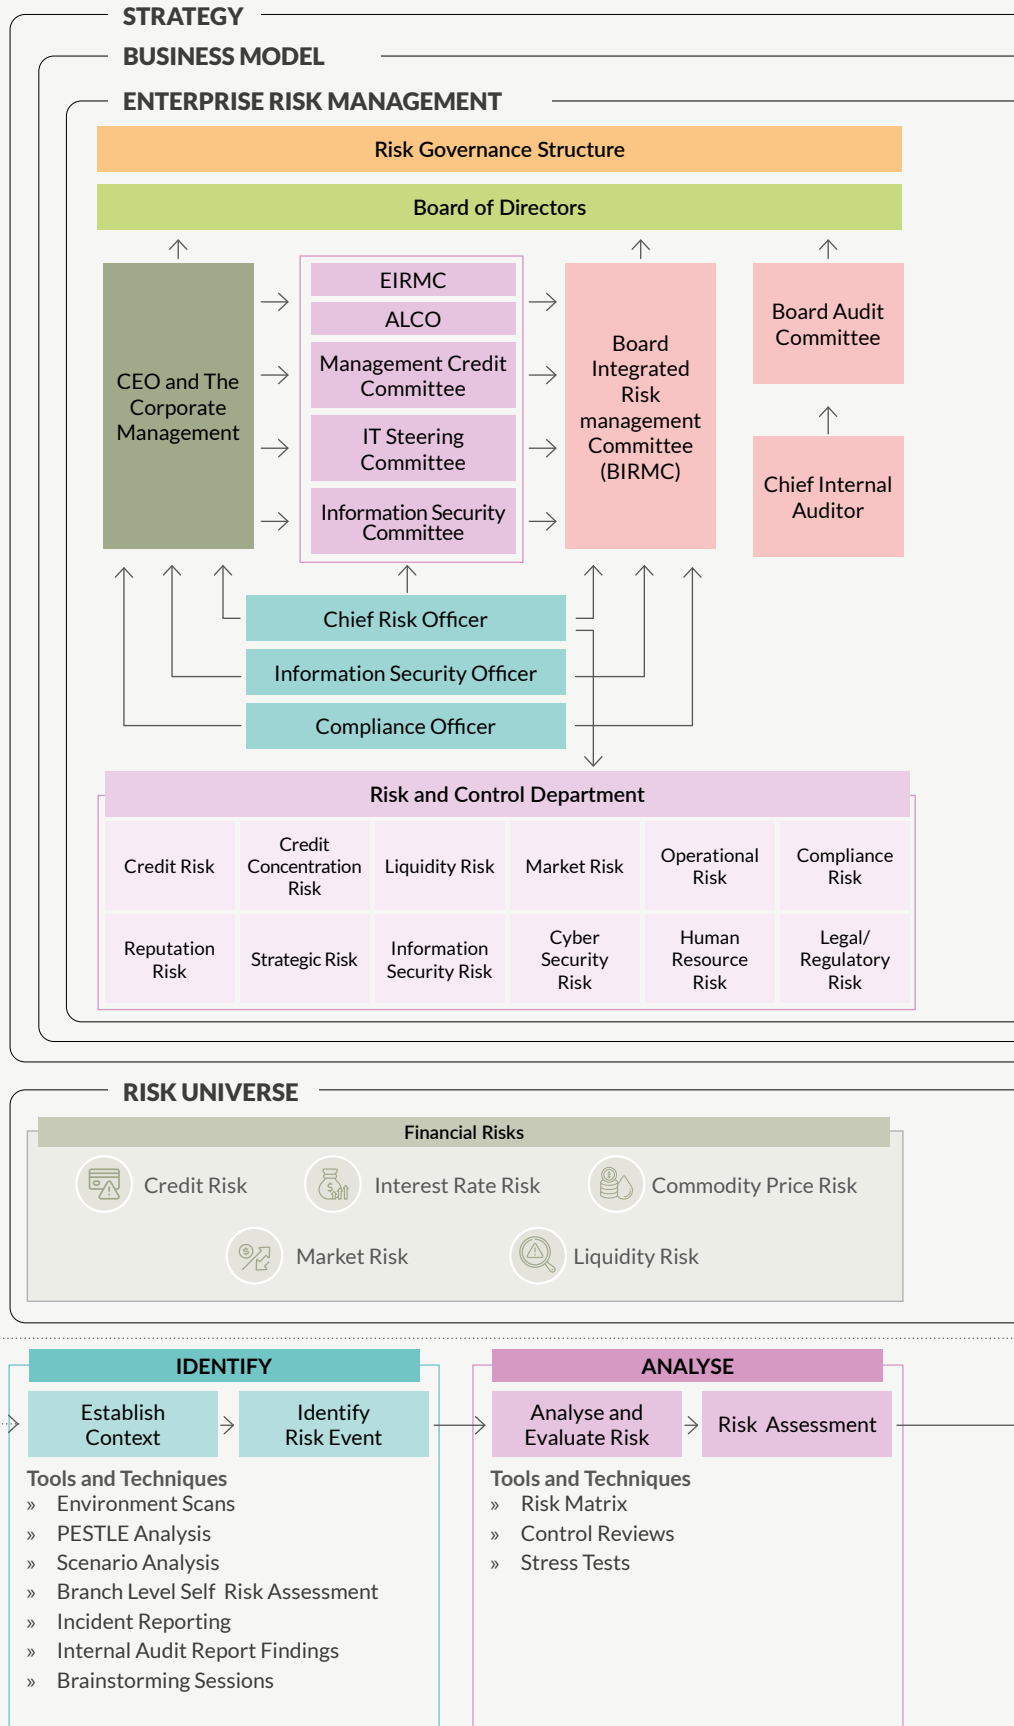 STRATEGY
BUSINESS MODEL
ENTERPRISE RISK MANAGEMENT
Risk Governance Structure
Board of Directors
CEO and The
Corporate
Management
EIRMC
ALCO
Management Credit
Committee
IT Steering
Committee
Information Security
Committee
Board
Integrated
Risk
management
Committee
(BIRMC)
Board Audit
Committee
Chief Internal
Auditor
Chief Risk Officer
Information Security Officer
Compliance Officer
Risk and Control Department
Credit Risk
Credit
Concentration
Risk
Liquidity Risk
Market Risk
Operational
Risk
Compliance
Risk
Reputation
Risk
Strategic Risk
Information
Security Risk
Cyber
Security
Risk
Human
Resource
Risk
Legal/
Regulatory
Risk
RISK UNIVERSE
Financial Risks
Credit Risk
Interest Rate Risk
Commodity Price Risk
Market Risk
Liquidity Risk
IDENTIFY
Establish
Context
Identify
Risk Event
Tools and Techniques
» Environment Scans
» PESTLE Analysis
» Scenario Analysis
» Branch Level Self Risk Assessment
» Incident Reporting
» Internal Audit Report Findings
» Brainstorming Sessions
ANALYSE
Analyse and
Evaluate Risk
Risk Assessment
Tools and Techniques
» Risk Matrix
» Control Reviews
» Stress Tests